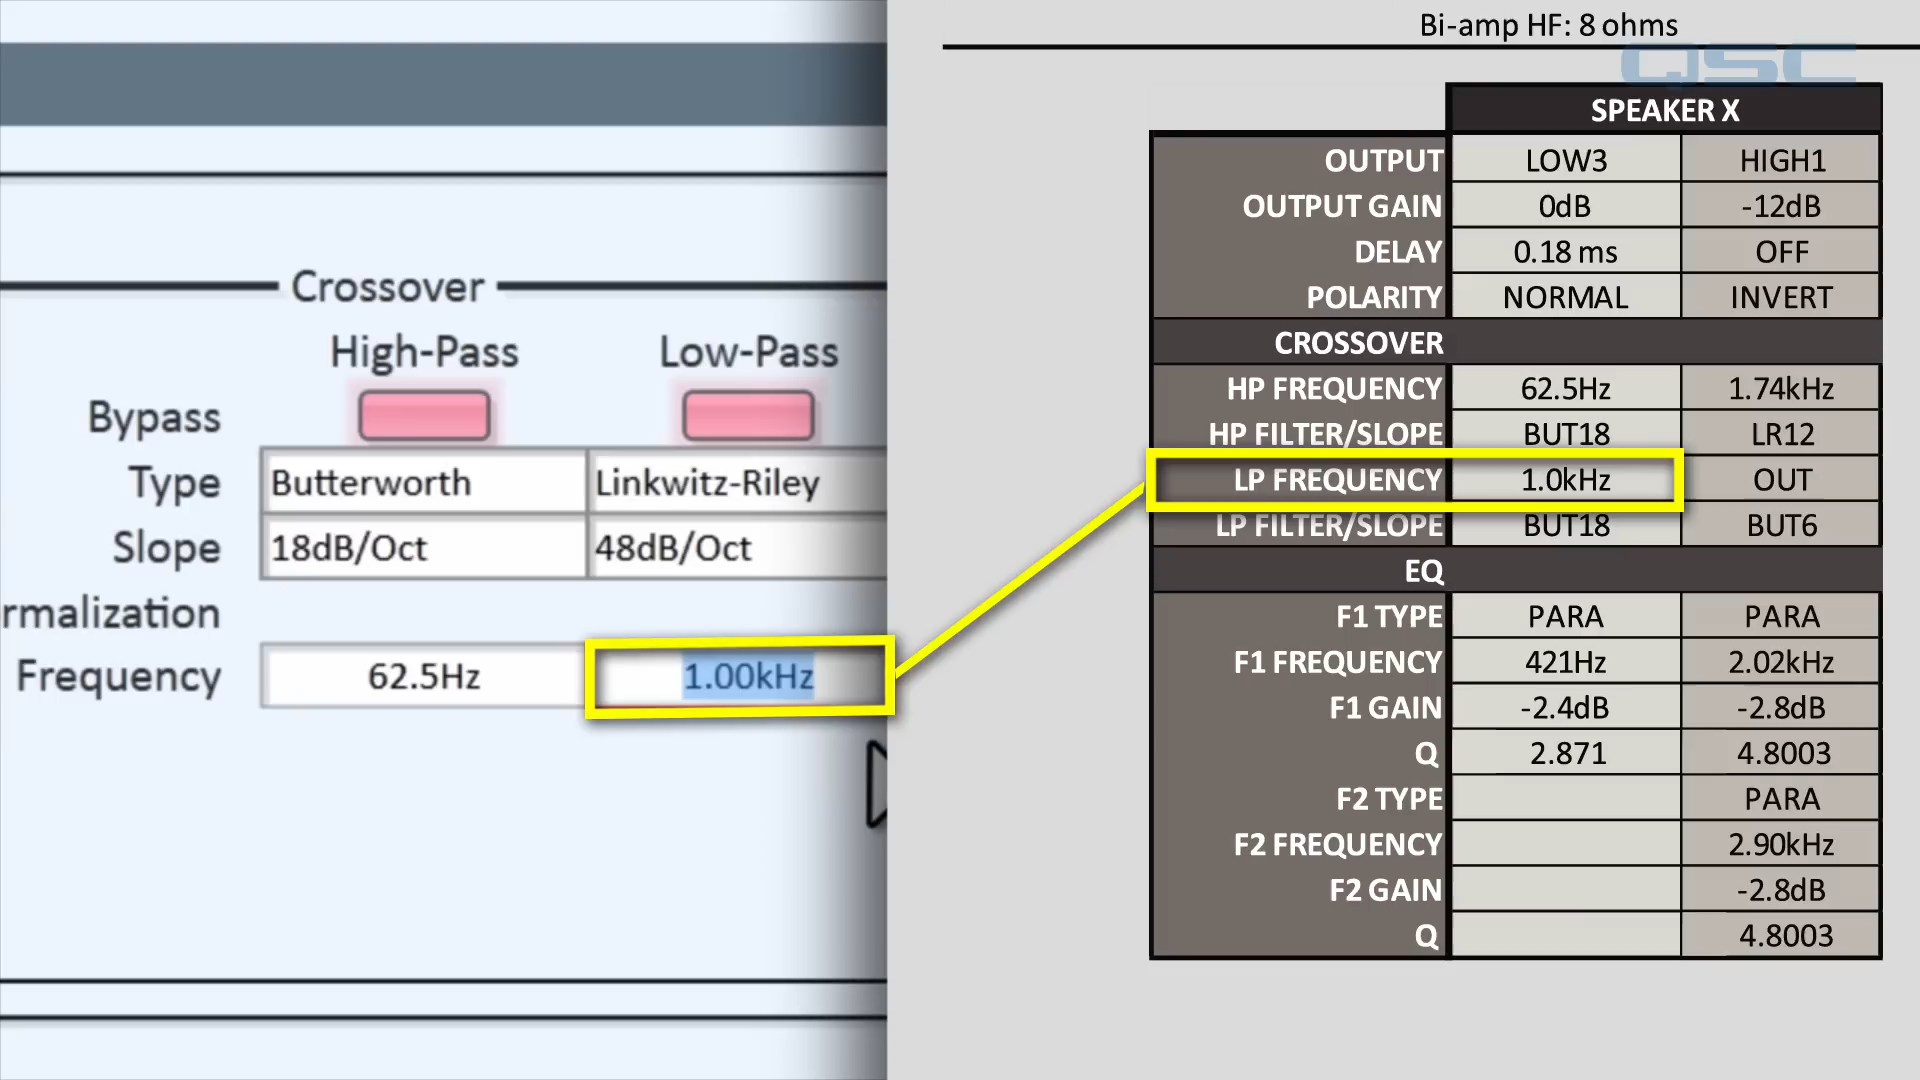 Crossover
High-Pass Low-Pass
Bypass
Type Butterworth Linkwitz-Riley
Slope 18dB/Oct 48dB/Oct
rmalization
Frequency 62.5Hz 1.00kHz
Bi-amp HF: 8 ohms
QSC
SPEAKER X
OUTPUT LOW3 HIGH1
OUTPUT GAIN 0dB -12dB
DELAY 0.18 ms OFF
POLARITY NORMAL INVERT
CROSSOVER
HP FREQUENCY 62.5Hz 1.74kHz
HP FILTER/SLOPE BUT18 LR12
LP FREQUENCY 1.0kHz OUT
LP FILTER/SLOPE BUT18 BUT6
EQ
F1 TYPE PARA PARA
F1 FREQUENCY 421Hz 2.02kHz
F1 GAIN -2.4dB -2.8dB
Q 2.871 4.8003
F2 TYPE PARA
F2 FREQUENCY 2.90kHz
F2 GAIN -2.8dB
Q 4.8003